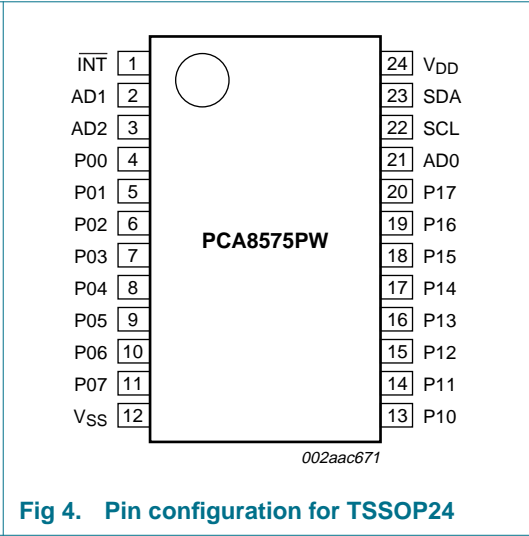 INT 1 24 VDD
AD1 2 23 SDA
AD2 3 22 SCL
P00 4 21 AD0
P01 5 20 P17
P02 6 19 P16
PCA8575PW
P03 7 18 P15
P04 8 17 P14
P05 9 16 P13
P06 10 15 P12
P07 11 14 P11
VSS 12 13 P10
002aac671
Fig 4. Pin configuration for TSSOP24